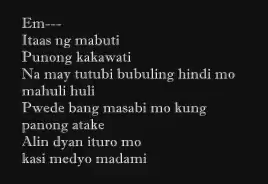 Em---
Itaas ng mabuti
Punong kakawati
Na may tutubi bubuling hindi mo
mahuli huli
Pwede bang masabi mo kung
panong atake
Alin dyan ituro mo
kasi medyo madami